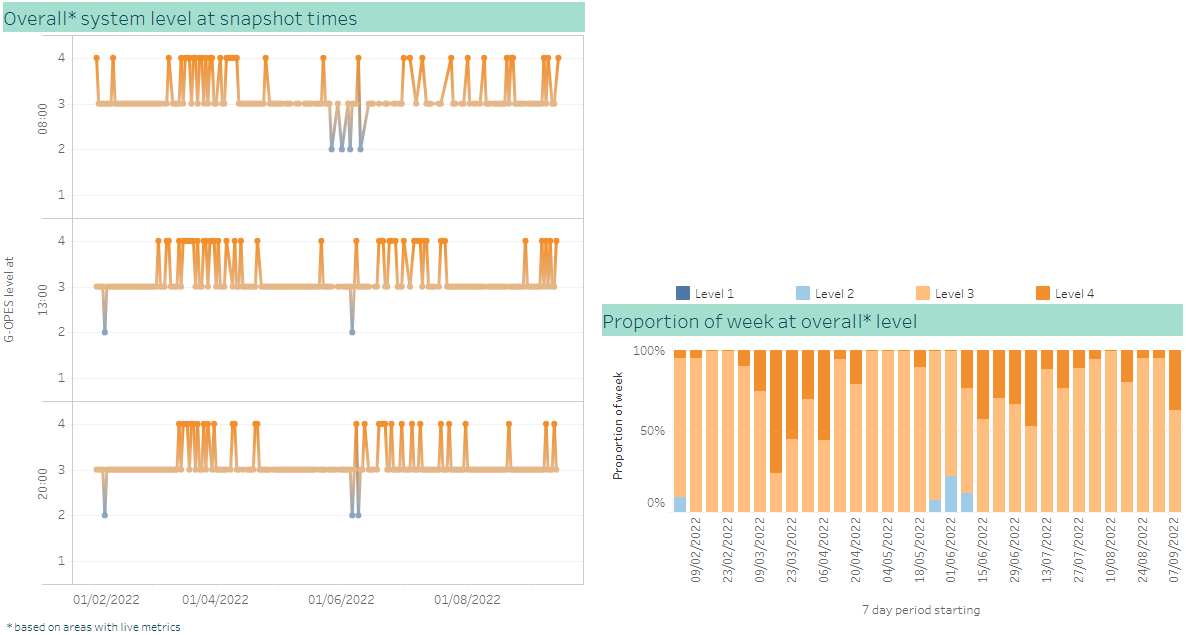 Overall* system level at snapshot times
G-OPES level at
08:00
4
3
2
1
13:00
4
3
2
1
20:00
4
3
2
1
01/02/2022 01/04/2022 01/06/2022 01/08/2022
* based on areas with live metrics
Level 1 Level 2 Level 3 Level 4
Proportion of week at overall* level
Proportion of week
100%
50%
0%
09/02/2022 23/02/2022 09/03/2022 23/03/2022 06/04/2022 20/04/2022 04/05/2022 18/05/2022 01/06/2022 15/06/2022 29/06/2022 13/07/2022 27/07/2022 10/08/2022 24/08/2022 07/09/2022
7 day period starting